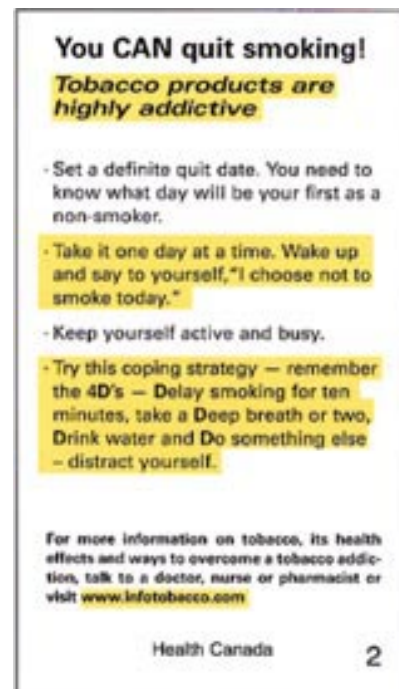 You CAN quit smoking!
Tobacco products are
highly addictive
- Set a definite quit date. You need to
know what day will be your first as a
non-smoker.
- Take it one day at a time. Wake up
and say to yourself, "I choose not to
smoke today."
- Keep yourself active and busy.
- Try this coping strategy — remember
the 4D's — Delay smoking for ten
minutes, take a Deep breath or two,
Drink water and Do something else
– distract yourself.
For more information on tobacco, its health
effects and ways to overcome a tobacco addic-
tion, talk to a doctor, nurse or pharmacist or
visit www.infotobacco.com
Health Canada 2